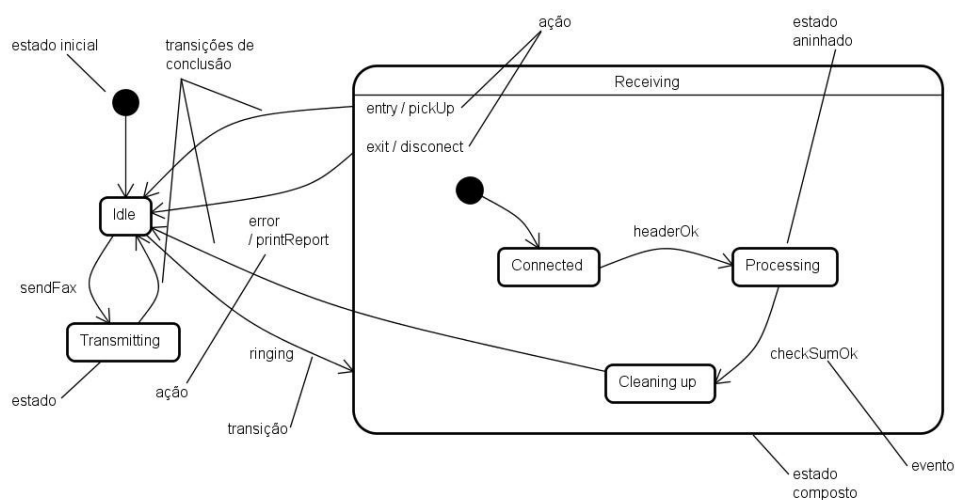 ação
estado
aninhado
estado inicial
transições de
conclusão
Receiving
entry / pickUp
exit / disconect
Idle
error
/ printReport
headerOk
Connected
Processing
sendFax
Transmitting
ringing
checkSumOk
Cleaning up
estado
ação
transição
evento
estado
composto